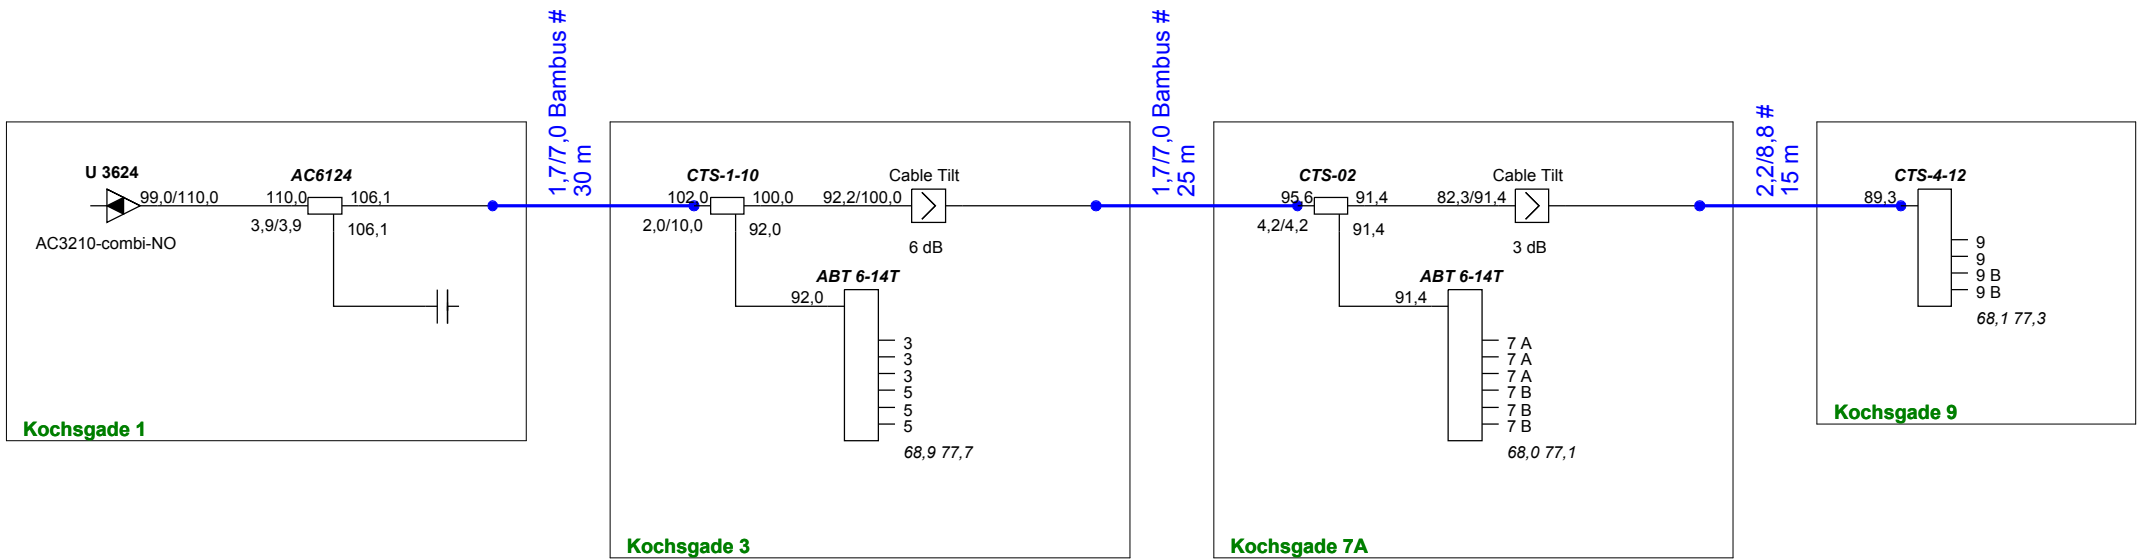 U 3624
99,0/110,0
AC3210-combi-NO
AC6124
110,0
106,1
3,9/3,9
106,1
Kochsgade 1
1,7/7,0 Bambus #
30 m
CTS-1-10
102,0
100,0
2,0/10,0
92,0
92,2/100,0
Cable Tilt
6 dB
ABT 6-14T
92,0
3
3
3
5
5
5
68,9 77,7
Kochsgade 3
1,7/7,0 Bambus #
25 m
CTS-02
95,6
91,4
4,2/4,2
91,4
82,3/91,4
Cable Tilt
3 dB
ABT 6-14T
91,4
7 A
7 A
7 A
7 B
7 B
7 B
68,0 77,1
Kochsgade 7A
2,2/8,8 #
15 m
CTS-4-12
89,3
9
9
9 B
9 B
68,1 77,3
Kochsgade 9